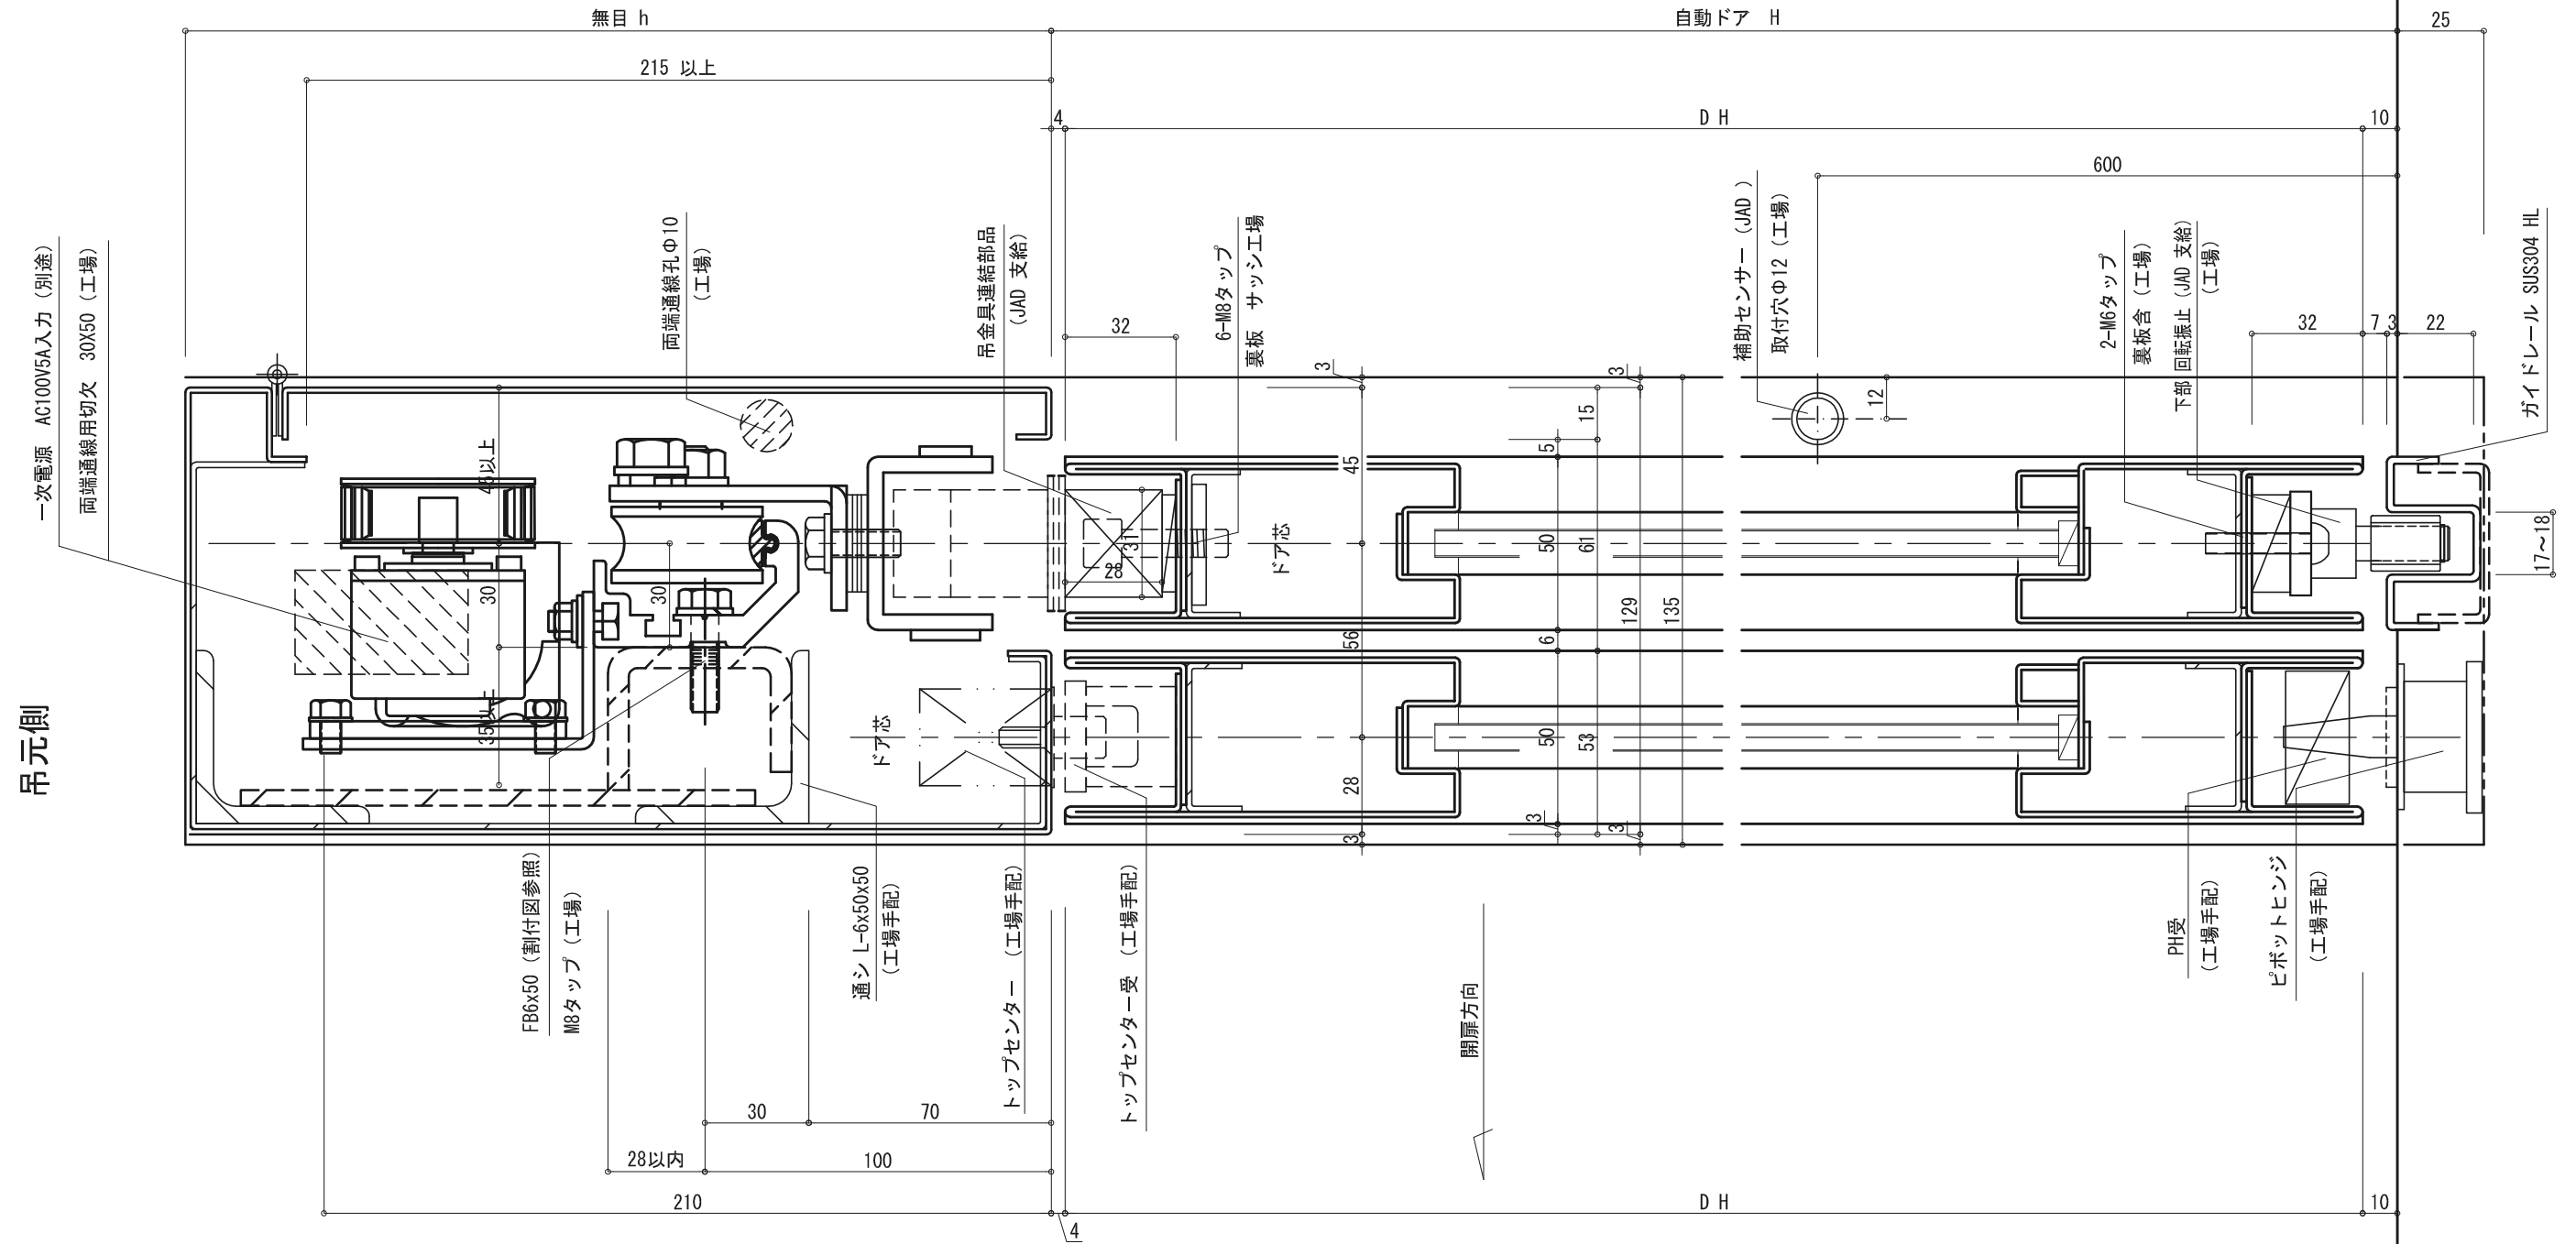 無目 h
自動ドア H
25
215 以上
4
D H
10
600
一次電源 AC100V5A入力（別途）
両端通線用切欠 30X50（工場）
両端通線孔Φ10
（工場）
吊金具連結部品
（JAD 支給）
32
6-M8タップ
裏板 サッシ工場
補助センサー（JAD ）
取付穴Φ12（工場）
2-M6タップ
裏板含（工場）
下部 回転振止（JAD 支給）
（工場）
32
7
3
22
ガイドレール SUS304 HL
3
3
12
15
5
45
45以上
30
30
35以上
31
28
ドア芯
50
61
17～18
129
135
56
6
吊元側
ドア芯
50
53
28
3
3
3
FB6x50（割付図参照）
M8タップ（工場）
通シ L-6x50x50
（工場手配）
トップセンター （工場手配）
トップセンター受 （工場手配）
開扉方向
PH受
（工場手配）
ピボットヒンジ
（工場手配）
30
70
28以内
100
210
4
D H
10